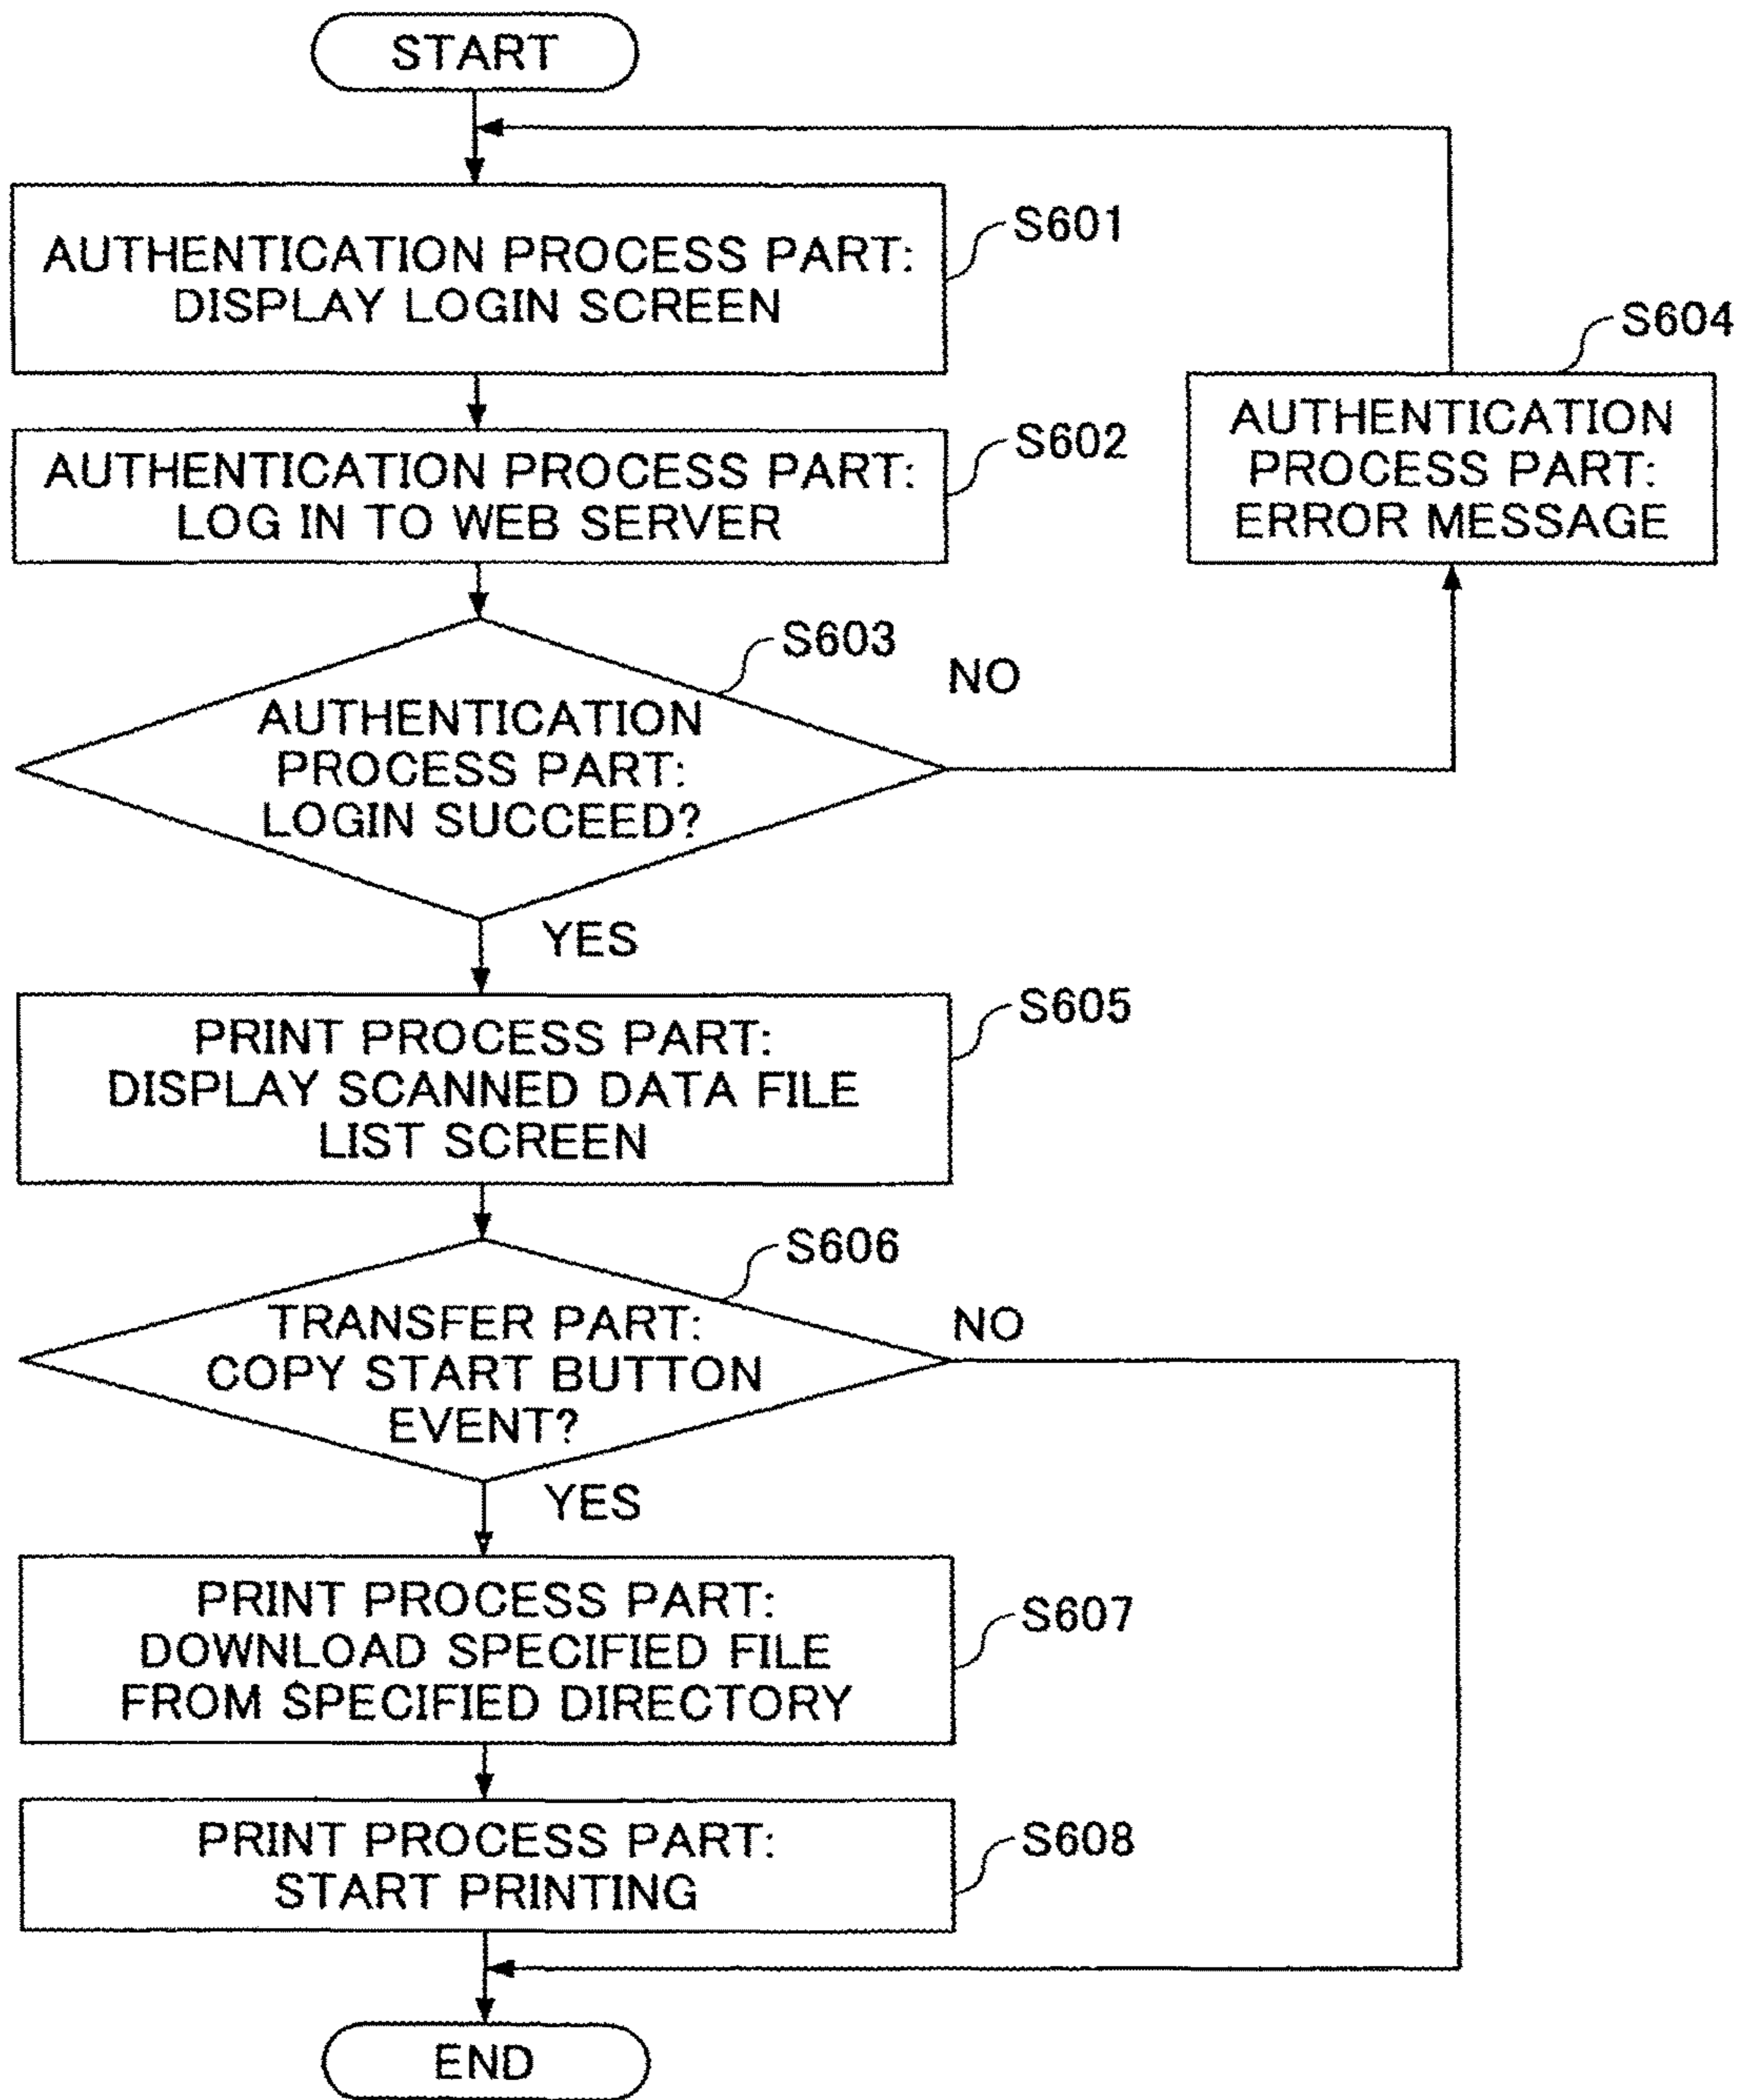 START
AUTHENTICATION PROCESS PART:
DISPLAY LOGIN SCREEN
S601
S604
AUTHENTICATION
PROCESS PART:
ERROR MESSAGE
AUTHENTICATION PROCESS PART:
LOG IN TO WEB SERVER
S602
S603
NO
AUTHENTICATION
PROCESS PART:
LOGIN SUCCEED?
YES
PRINT PROCESS PART:
DISPLAY SCANNED DATA FILE
LIST SCREEN
S605
S606
NO
TRANSFER PART:
COPY START BUTTON
EVENT?
YES
PRINT PROCESS PART:
DOWNLOAD SPECIFIED FILE
FROM SPECIFIED DIRECTORY
S607
PRINT PROCESS PART:
START PRINTING
S608
END